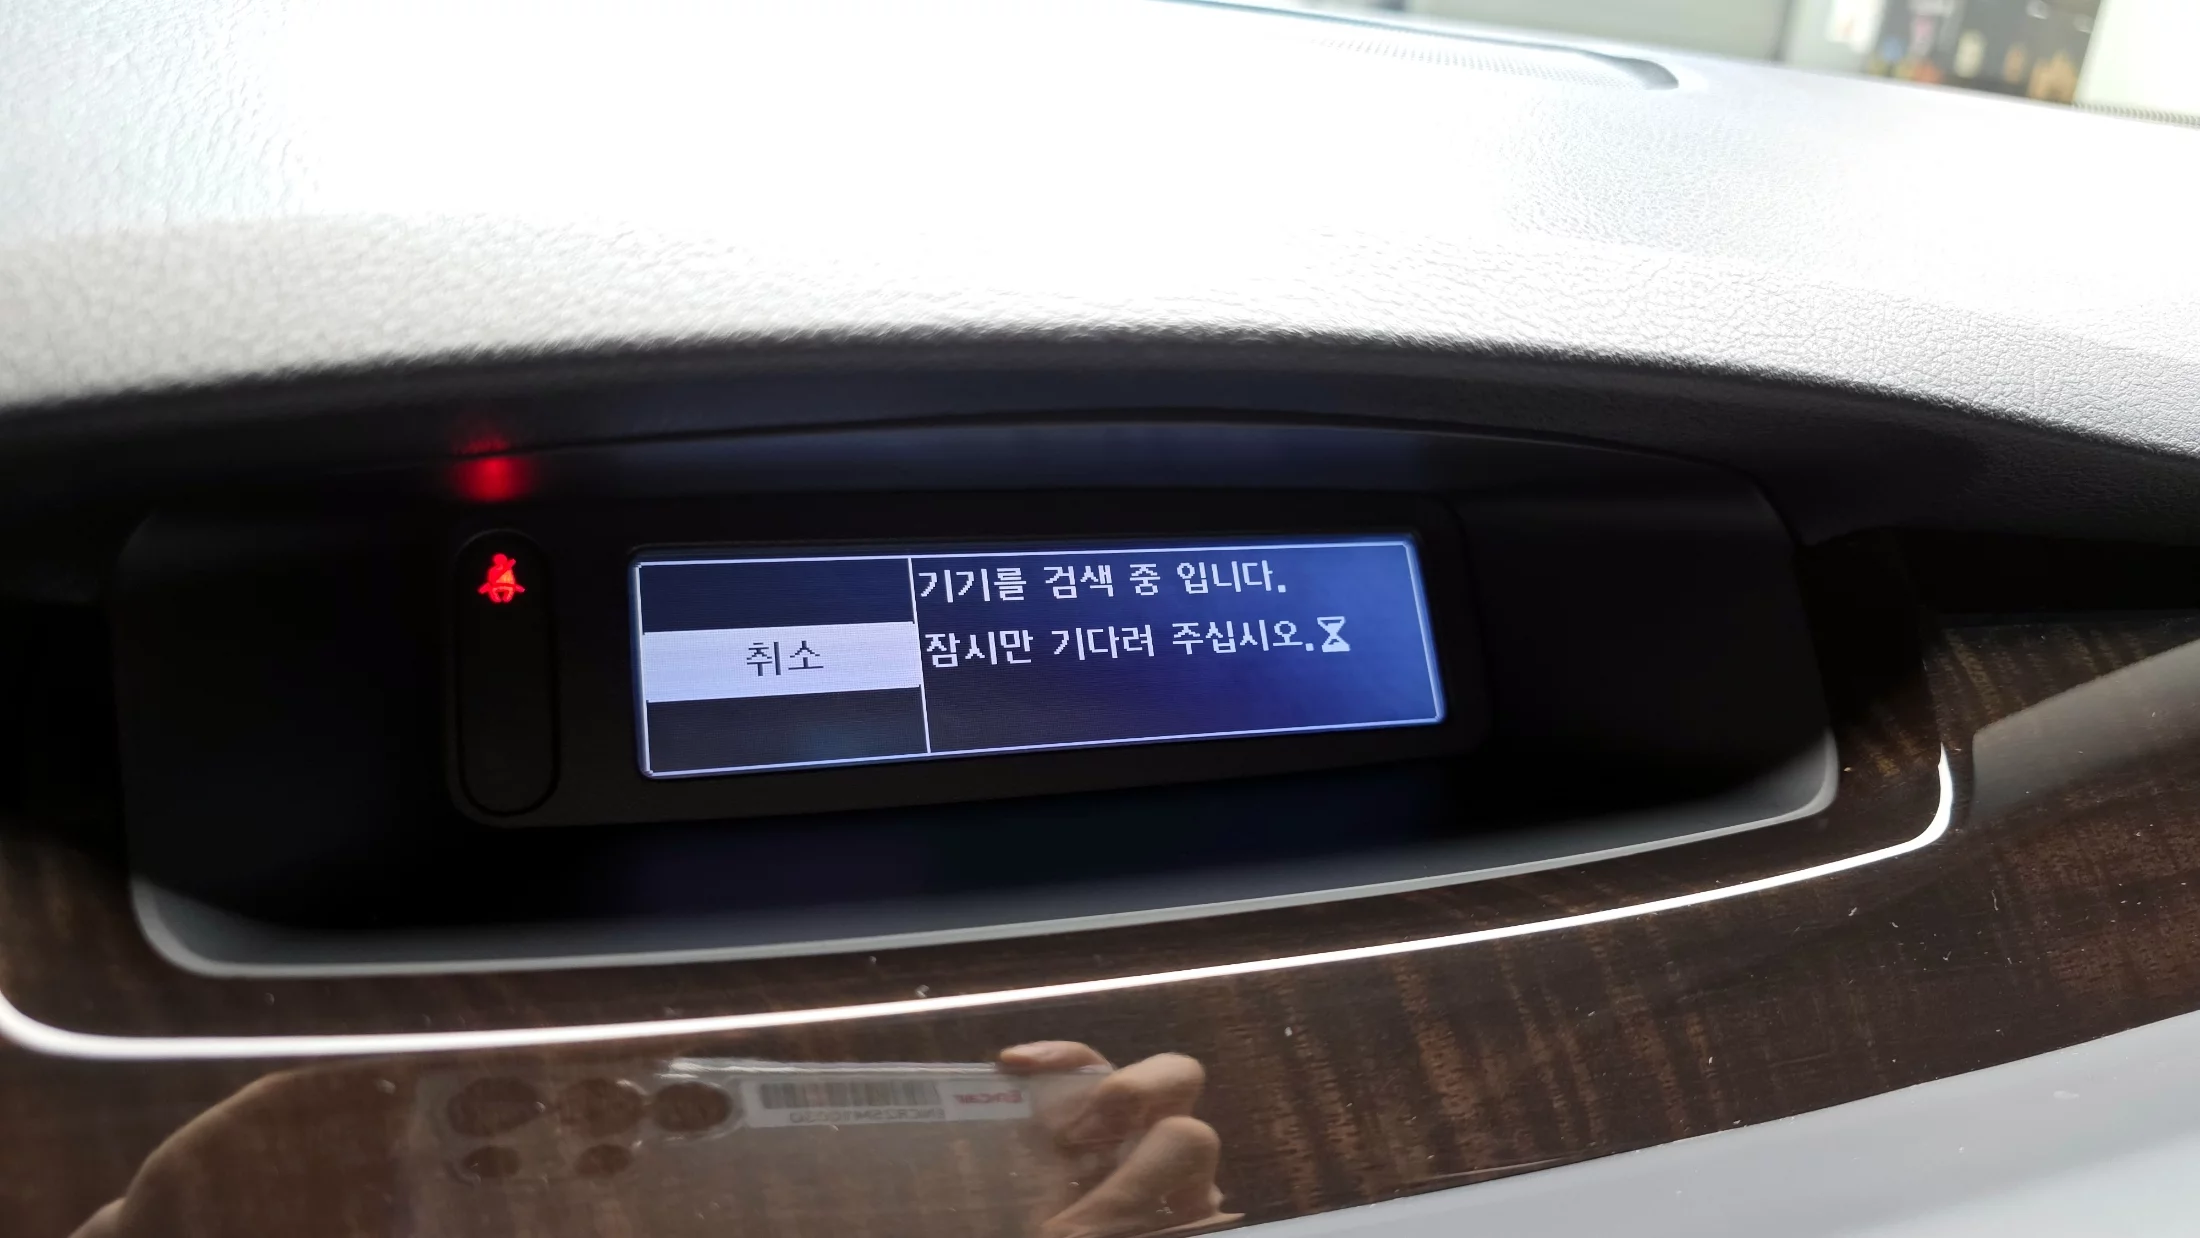 기기를 검색 중 입니다.
취소
잠시만 기다려 주십시오.
Encar